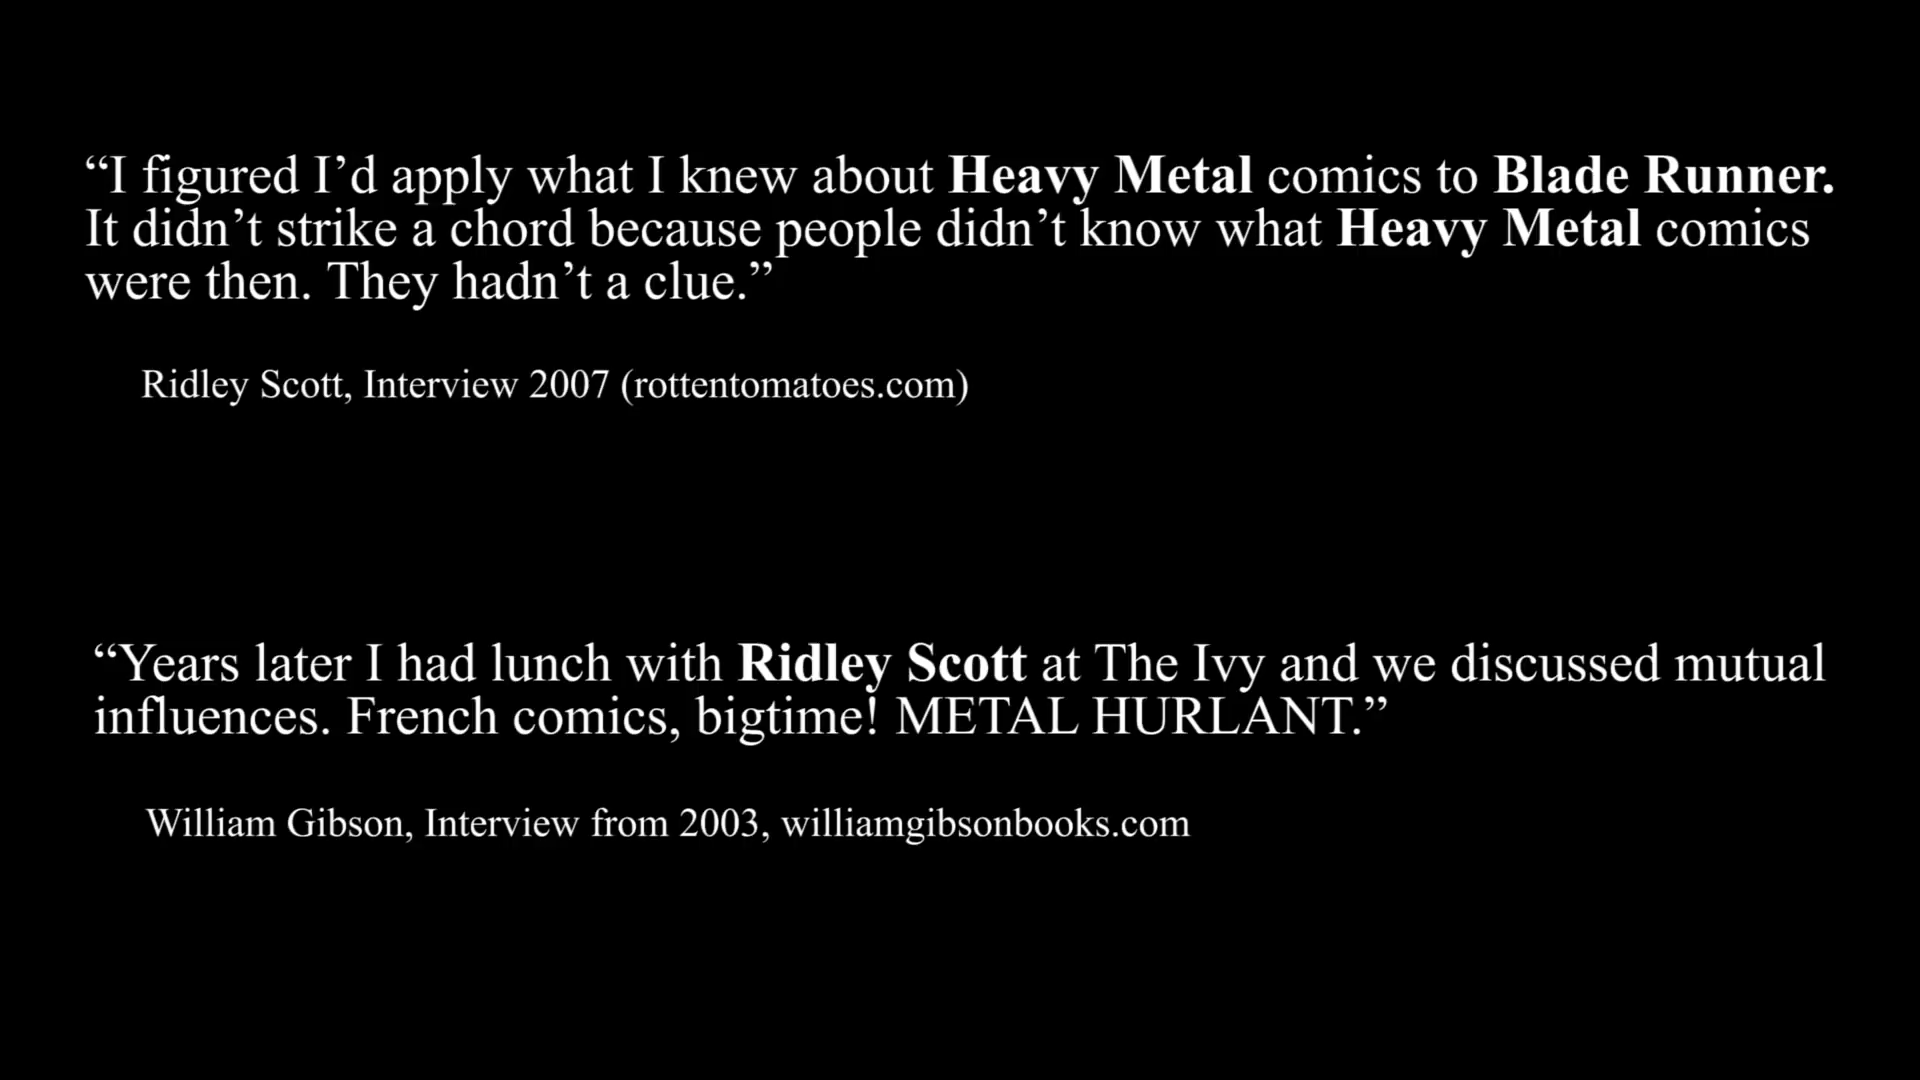 “I figured I’d apply what I knew about Heavy Metal comics to Blade Runner.
It didn’t strike a chord because people didn’t know what Heavy Metal comics
were then. They hadn’t a clue.”
Ridley Scott, Interview 2007 (rottentomatoes.com)
“Years later I had lunch with Ridley Scott at The Ivy and we discussed mutual
influences. French comics, bigtime! METAL HURLANT.”
William Gibson, Interview from 2003, williamgibsonbooks.com